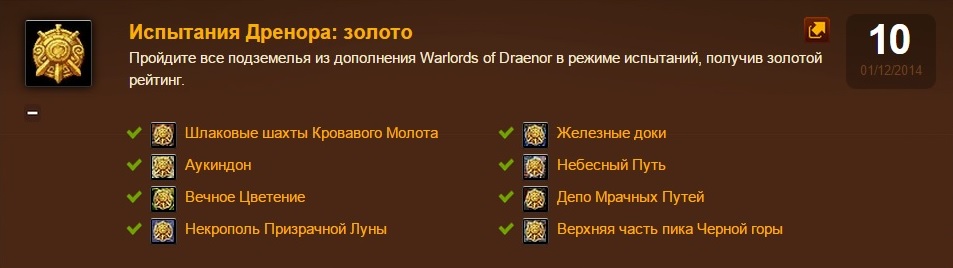 Испытания Дренора: золото
Пройдите все подземелья из дополнения Warlords of Draenor в режиме испытаний, получив золотой
рейтинг.
10
01/12/2014
Шлаковые шахты Кровавого Молота
Аукиндон
Вечное Цветение
Некрополь Призрачной Луны
Железные доки
Небесный Путь
Депо Мрачных Путей
Верхняя часть пика Черной горы